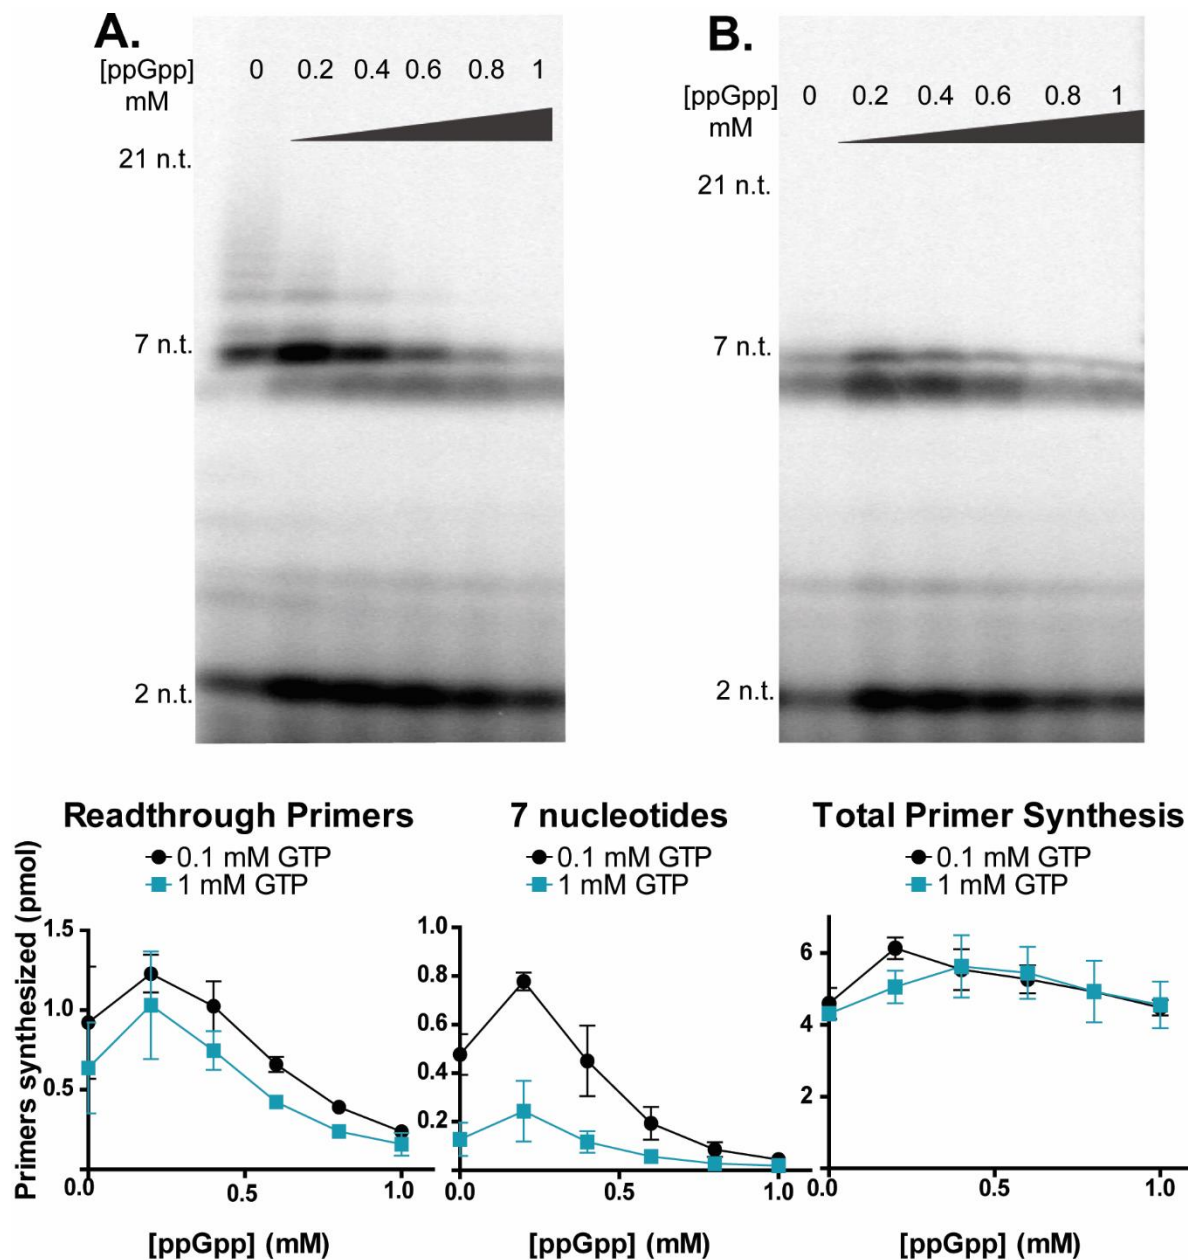 A.
[ppGpp] 0 0.2 0.4 0.6 0.8 1
mM
21 n.t.
7 n.t.
2 n.t.
B.
[ppGpp] 0 0.2 0.4 0.6 0.8 1
mM
21 n.t.
7 n.t.
2 n.t.
Readthrough Primers
0.1 mM GTP
1 mM GTP
Primers synthesized (pmol)
1.5
1.0
0.5
0.0 0.5 1.0
[ppGpp] (mM)
7 nucleotides
0.1 mM GTP
1 mM GTP
1.0
0.8
0.6
0.4
0.2
0.0 0.5 1.0
[ppGpp] (mM)
Total Primer Synthesis
0.1 mM GTP
1 mM GTP
6
4
2
0.0 0.5 1.0
[ppGpp] (mM)